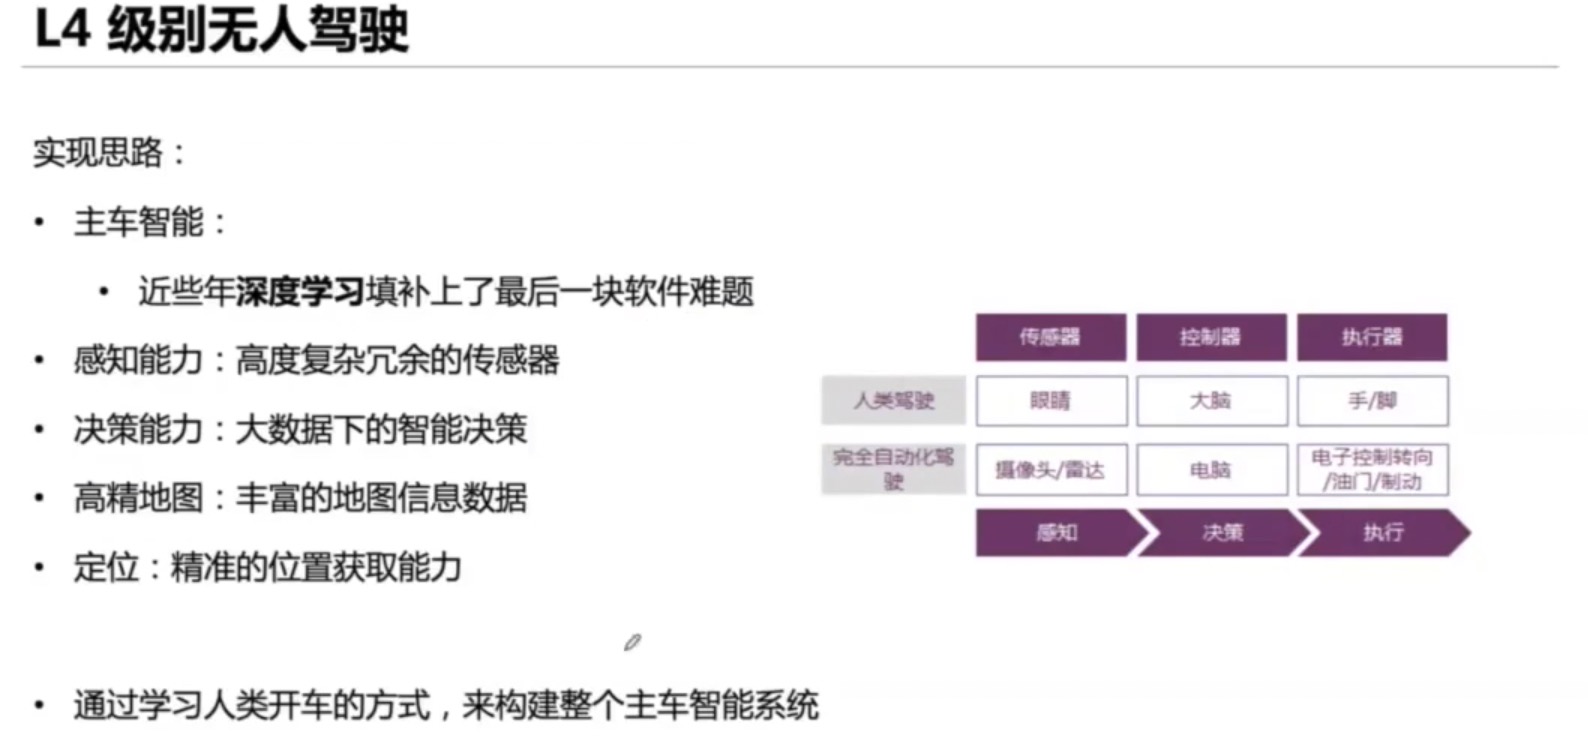 L4 级别无人驾驶
实现思路：
• 主车智能：
• 近些年深度学习填补上了最后一块软件难题
• 感知能力：高度复杂冗余的传感器
• 决策能力：大数据下的智能决策
• 高精地图：丰富的地图信息数据
• 定位：精准的位置获取能力
• 通过学习人类开车的方式，来构建整个主车智能系统
传感器 控制器 执行器
人类驾驶 眼睛 大脑 手/脚
完全自动化驾
驶
摄像头/雷达 电脑
电子控制转向
/油门/制动
感知 决策 执行